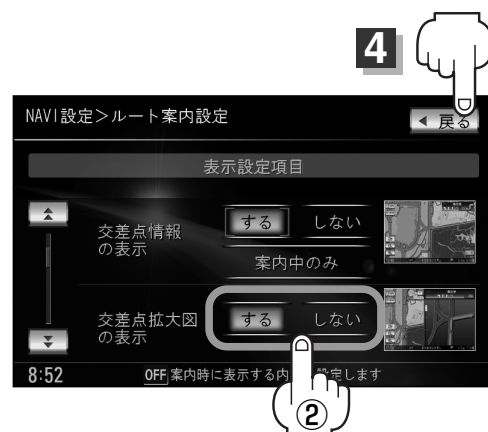 4
NAVI設定>ルート案内設定
◀ 戻る
表示設定項目
交差点情報
の表示
する
しない
案内中のみ
交差点拡大図
の表示
する
しない
8:52
OFF 案内時に表示する内
設定します
②